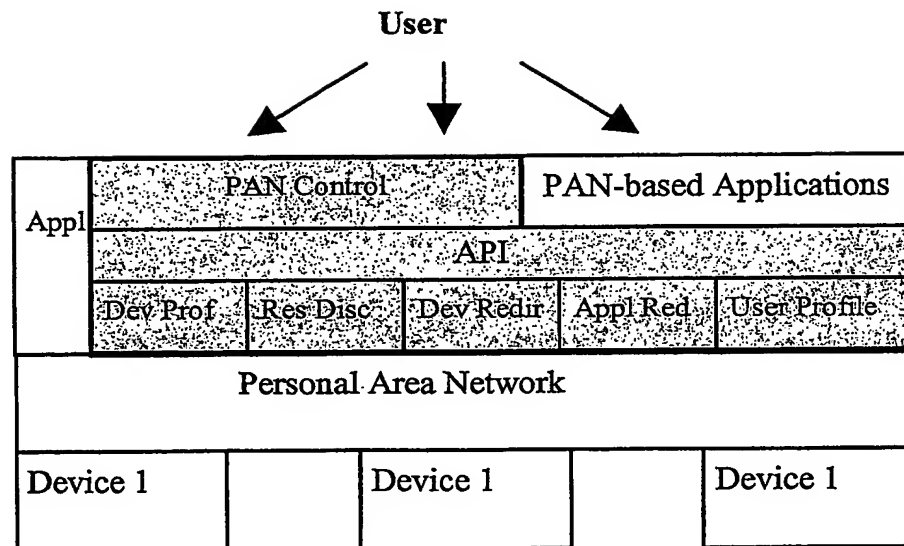 User
PAN Control
PAN-based Applications
Appl
API
Dev Prof
Res Disc
Dev Redir
Appl Red
User Profile
Personal Area Network
Device 1
Device 1
Device 1